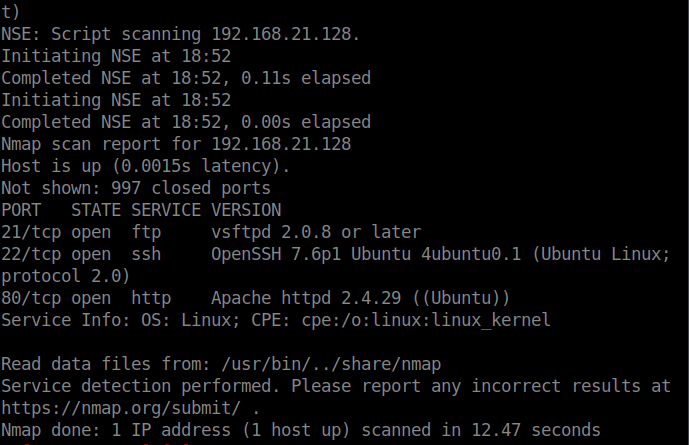 t)
NSE: Script scanning 192.168.21.128.
Initiating NSE at 18:52
Completed NSE at 18:52, 0.11s elapsed
Initiating NSE at 18:52
Completed NSE at 18:52, 0.00s elapsed
Nmap scan report for 192.168.21.128
Host is up (0.0015s latency).
Not shown: 997 closed ports
PORT   STATE SERVICE VERSION
21/tcp open  ftp     vsftpd 2.0.8 or later
22/tcp open  ssh     OpenSSH 7.6p1 Ubuntu 4ubuntu0.1 (Ubuntu Linux;
protocol 2.0)
80/tcp open  http    Apache httpd 2.4.29 ((Ubuntu))
Service Info: OS: Linux; CPE: cpe:/o:linux:linux_kernel

Read data files from: /usr/bin/../share/nmap
Service detection performed. Please report any incorrect results at
https://nmap.org/submit/ .
Nmap done: 1 IP address (1 host up) scanned in 12.47 seconds